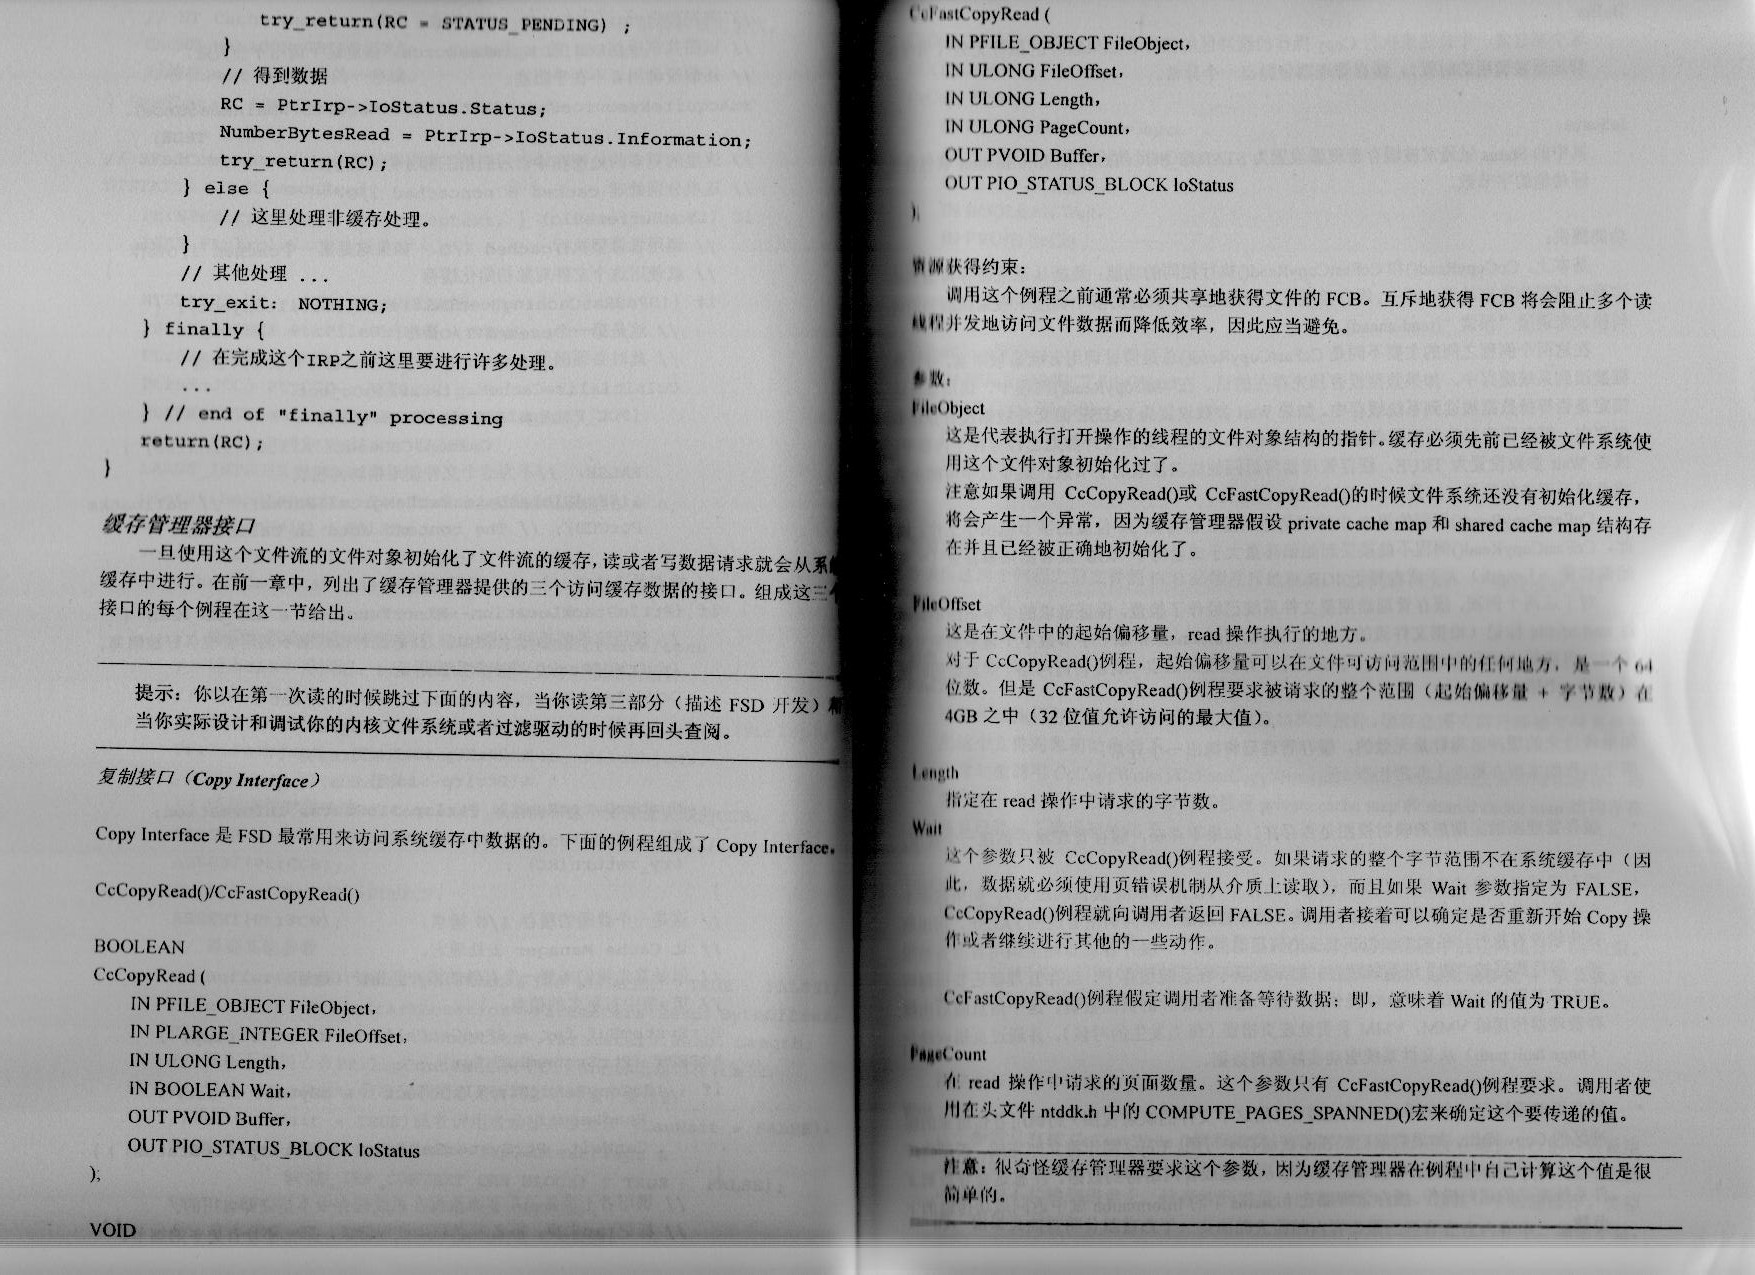 try_return(RC = STATUS_PENDING) ;
}
// 得到数据
RC = PtrIrp->IoStatus.Status;
NumberBytesRead = PtrIrp->IoStatus.Information;
try_return(RC);
} else {
// 这里处理非缓存处理。
}
// 其他处理 ...
try_exit: NOTHING;
} finally {
// 在完成这个IRP之前这里要进行许多处理。
...
} // end of "finally" processing
return(RC);
}
缓存管理器接口
一旦使用这个文件流的文件对象初始化了文件流的缓存,读或者写数据请求就会从系统
缓存中进行。在前一章中，列出了缓存管理器提供的三个访问缓存数据的接口。组成这三个
接口的每个例程在这一节给出。
提示：你以在第一次读的时候跳过下面的内容，当你读第三部分（描述 FSD 开发）
当你实际设计和调试你的内核文件系统或者过滤驱动的时候再回头查阅。
复制接口（Copy Interface）
Copy Interface 是 FSD 最常用来访问系统缓存中数据的。下面的例程组成了 Copy Interface。
CcCopyRead()/CcFastCopyRead()
BOOLEAN
CcCopyRead (
IN PFILE_OBJECT FileObject,
IN PLARGE_INTEGER FileOffset,
IN ULONG Length,
IN BOOLEAN Wait,
OUT PVOID Buffer,
OUT PIO_STATUS_BLOCK IoStatus
);
VOID
CcFastCopyRead (
IN PFILE_OBJECT FileObject,
IN ULONG FileOffset,
IN ULONG Length,
IN ULONG PageCount,
OUT PVOID Buffer,
OUT PIO_STATUS_BLOCK IoStatus
);
资源获得约束：
调用这个例程之前通常必须共享地获得文件的 FCB。互斥地获得 FCB 将会阻止多个读
线程并发地访问文件数据而降低效率，因此应当避免。
参数：
FileObject
这是代表执行打开操作的线程的文件对象结构的指针。缓存必须先前已经被文件系统使
用这个文件对象初始化过了。
注意如果调用 CcCopyRead()或 CcFastCopyRead()的时候文件系统还没有初始化缓存，
将会产生一个异常，因为缓存管理器假设 private cache map 和 shared cache map 结构存
在并且已经被正确地初始化了。
FileOffset
这是在文件中的起始偏移量，read 操作执行的地方。
对于 CcCopyRead()例程，起始偏移量可以在文件可访问范围中的任何地方，是一个 64
位数。但是 CcFastCopyRead()例程要求被请求的整个范围（起始偏移量 + 字节数）在
4GB 之中（32 位值允许访问的最大值）。
Length
指定在 read 操作中请求的字节数。
Wait
这个参数只被 CcCopyRead()例程接受。如果请求的整个字节范围不在系统缓存中（因
此，数据就必须使用页错误机制从介质上读取），而且如果 Wait 参数指定为 FALSE，
CcCopyRead()例程就向调用者返回 FALSE。调用者接着可以确定是否重新开始 Copy 操
作或者继续进行其他的一些动作。
CcFastCopyRead()例程假定调用者准备等待数据；即，意味着 Wait 的值为 TRUE。
PageCount
在 read 操作中请求的页面数量。这个参数只有 CcFastCopyRead()例程要求。调用者使
用在头文件 ntddk.h 中的 COMPUTE_PAGES_SPANNED()宏来确定这个要传递的值。
注意：很奇怪缓存管理器要求这个参数，因为缓存管理器在例程中自己计算这个值是很
简单的。